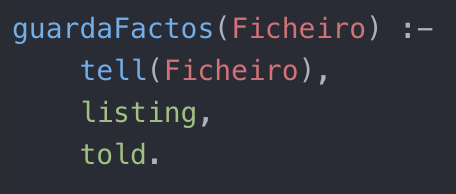 guardaFactos(Ficheiro) :-
    tell(Ficheiro),
    listing,
    told.